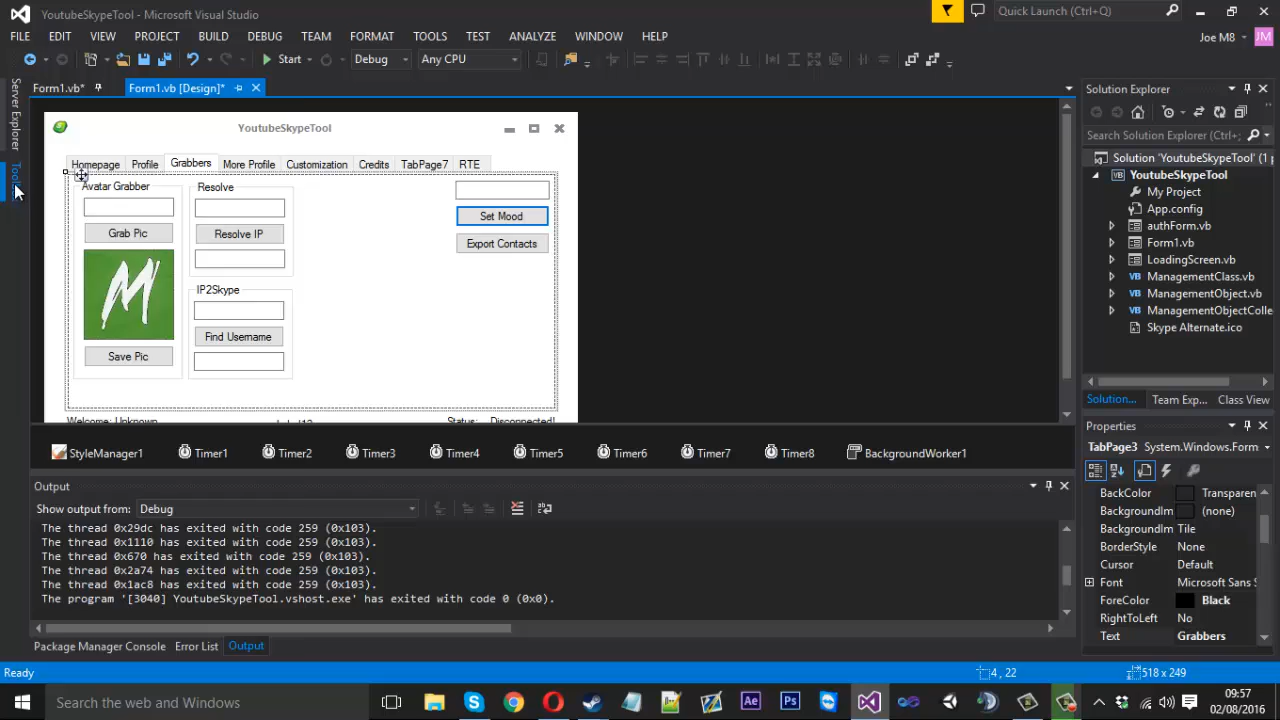 YoutubeSkypeTool - Microsoft Visual Studio
Quick Launch (Ctrl+Q)
FILE EDIT VIEW PROJECT BUILD DEBUG TEAM FORMAT TOOLS TEST ANALYZE WINDOW HELP
Joe M8 JM
Start Debug Any CPU
Server Explorer
Form1.vb* Form1.vb [Design]*
Solution Explorer
YoutubeSkypeTool
Search Solution Explorer (Ctrl+;
Homepage Profile Grabbers More Profile Customization Credits TabPage7 RTE
Solution 'YoutubeSkypeTool' (1 p
YoutubeSkypeTool
My Project
App.config
authForm.vb
Form1.vb
LoadingScreen.vb
ManagementClass.vb
ManagementObject.vb
ManagementObjectColle
Skype Alternate.ico
Avatar Grabber
Grab Pic
M
Save Pic
Resolve
Resolve IP
IP2Skype
Find Username
Set Mood
Export Contacts
Welcome: Unknown
Status: Disconnected!
Solution... Team Exp... Class View
Properties
TabPage3 System.Windows.Form
StyleManager1 Timer1 Timer2 Timer3 Timer4 Timer5 Timer6 Timer7 Timer8 BackgroundWorker1
BackColor Transparen
BackgroundIm (none)
BackgroundIm Tile
BorderStyle None
Cursor Default
Font Microsoft Sans S
ForeColor Black
RightToLeft No
Text Grabbers
Output
Show output from: Debug
The thread 0x29dc has exited with code 259 (0x103).
The thread 0x1110 has exited with code 259 (0x103).
The thread 0x670 has exited with code 259 (0x103).
The thread 0x2a74 has exited with code 259 (0x103).
The thread 0x1ac8 has exited with code 259 (0x103).
The program '[3040] YoutubeSkypeTool.vshost.exe' has exited with code 0 (0x0).
Package Manager Console Error List Output
Ready
4 , 22
518 x 249
Search the web and Windows
Ae
Ps
09:57
02/08/2016